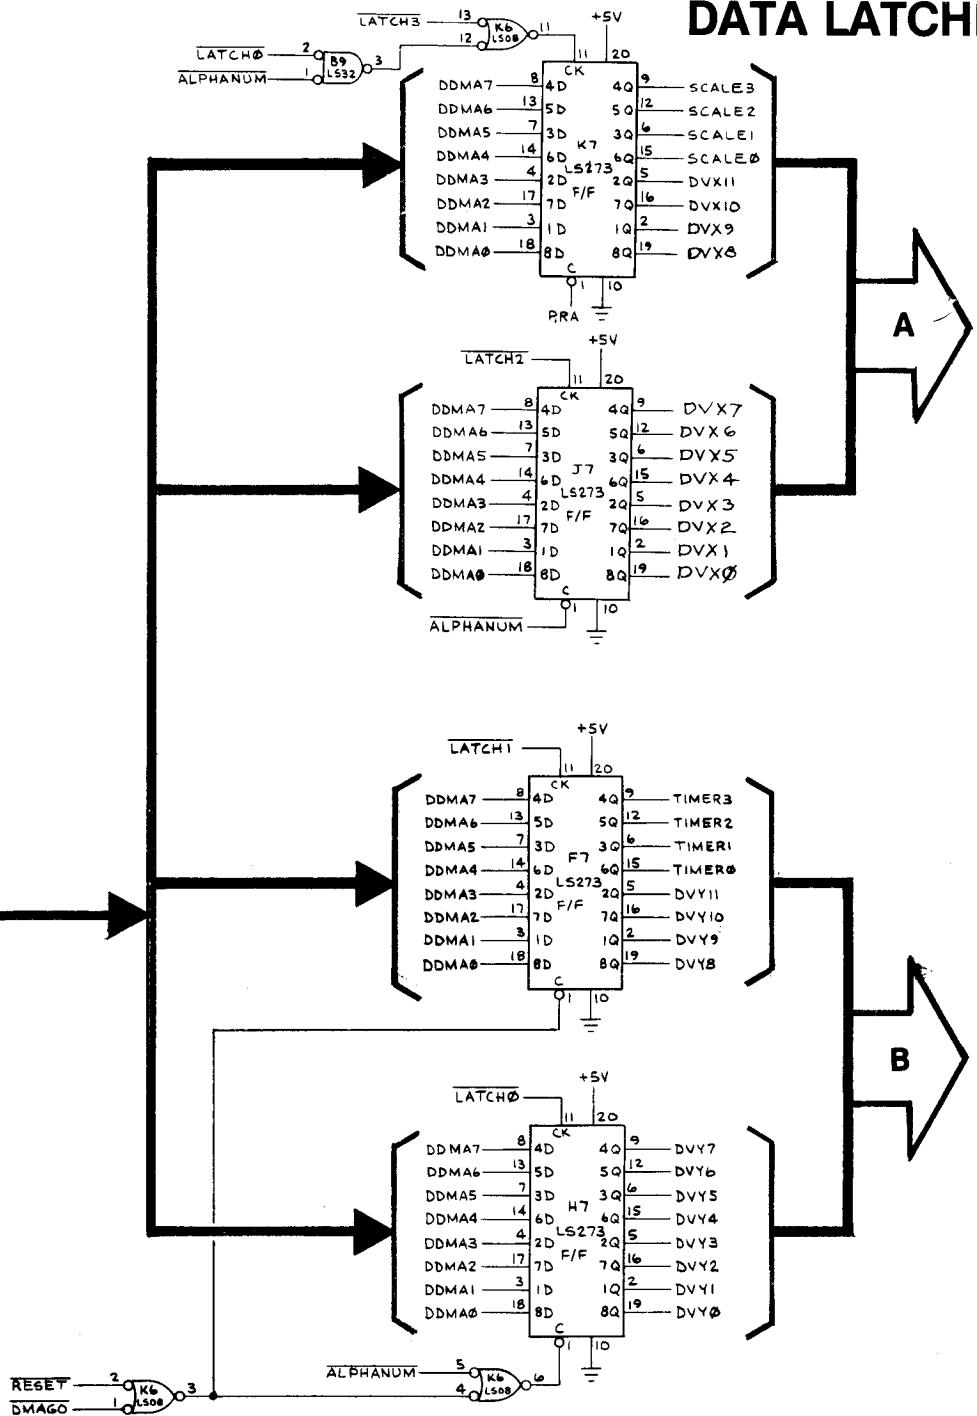 DATA LATCH
LATCH3 13 12 K6 LS08 11 +5V
LATCHØ 2 ALPHANUM 1 B9 LS32 3
11 20
CK
DDMA7 8 4D 4Q 9 SCALE3
DDMA6 13 5D 5Q 12 SCALE2
DDMA5 7 3D 3Q 6 SCALE1
K7
DDMA4 14 6D 6Q 15 SCALEØ
LS273
DDMA3 4 2D 2Q 5 DVX11
F/F
DDMA2 17 7D 7Q 16 DVX10
DDMA1 3 1D 1Q 2 DVX9
DDMAØ 18 8D 8Q 19 DVX8
C
1 10
PRA
A
+5V
LATCH2
11 20
CK
DDMA7 8 4D 4Q 9 DVX7
DDMA6 13 5D 5Q 12 DVX6
DDMA5 7 3D 3Q 6 DVX5
J7
DDMA4 14 6D 6Q 15 DVX4
LS273
DDMA3 4 2D 2Q 5 DVX3
F/F
DDMA2 17 7D 7Q 16 DVX2
DDMA1 3 1D 1Q 2 DVX1
DDMAØ 18 8D 8Q 19 DVXØ
C
1 10
ALPHANUM
+5V
LATCH1
11 20
CK
DDMA7 8 4D 4Q 9 TIMER3
DDMA6 13 5D 5Q 12 TIMER2
DDMA5 7 3D 3Q 6 TIMER1
F7
DDMA4 14 6D 6Q 15 TIMERØ
LS273
DDMA3 4 2D 2Q 5 DVY11
F/F
DDMA2 17 7D 7Q 16 DVY10
DDMA1 3 1D 1Q 2 DVY9
DDMAØ 18 8D 8Q 19 DVY8
C
1 10
B
+5V
LATCHØ
11 20
CK
DDMA7 8 4D 4Q 9 DVY7
DDMA6 13 5D 5Q 12 DVY6
DDMA5 7 3D 3Q 6 DVY5
H7
DDMA4 14 6D 6Q 15 DVY4
LS273
DDMA3 4 2D 2Q 5 DVY3
F/F
DDMA2 17 7D 7Q 16 DVY2
DDMA1 3 1D 1Q 2 DVY1
DDMAØ 18 8D 8Q 19 DVYØ
C
1 10
ALPHANUM 5 4 K6 LS08 6
RESET 2 DMAGO 1 K6 LS08 3